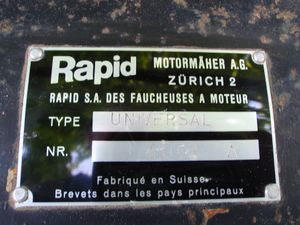 Rapid MOTORMÄHER A.G.
ZÜRICH 2
RAPID S.A. DES FAUCHEUSES A MOTEUR
TYPE UNIVERSAL
NR. A
Fabriqué en Suisse
Brevets dans les pays principaux